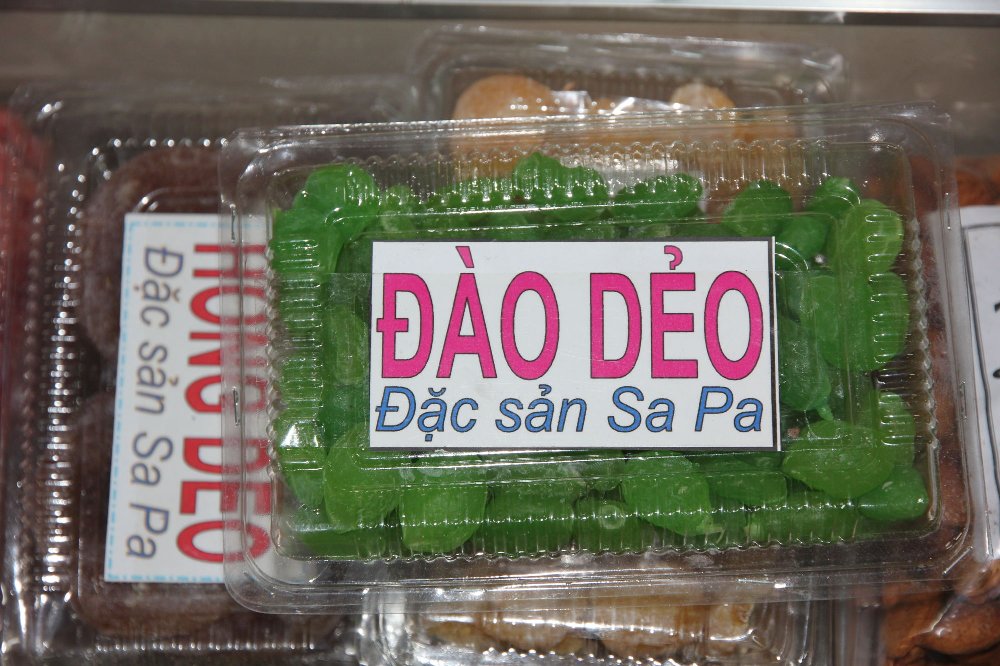 ĐÀO DẺO
Đặc sản Sa Pa
HỒNG DẺO
Đặc sản Sa Pa